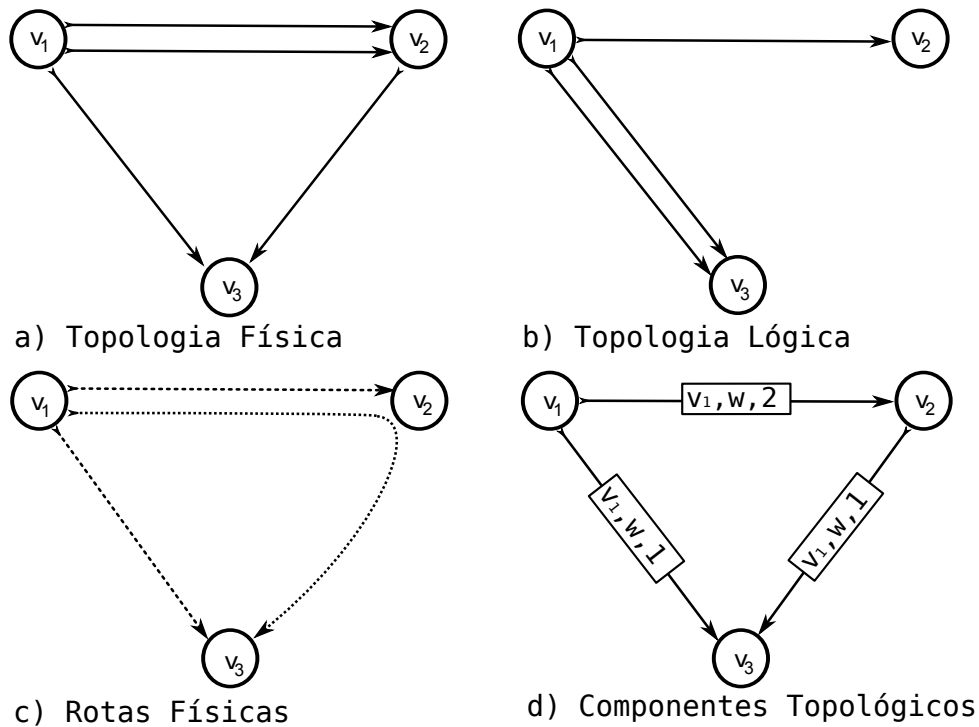 v₁ v₂
v₃
a) Topologia Física
v₁ v₂
v₃
b) Topologia Lógica
v₁ v₂
v₃
c) Rotas Físicas
v₁ v₁,w,2 v₂
v₁,w,1 v₁,w,1
v₃
d) Componentes Topológicos